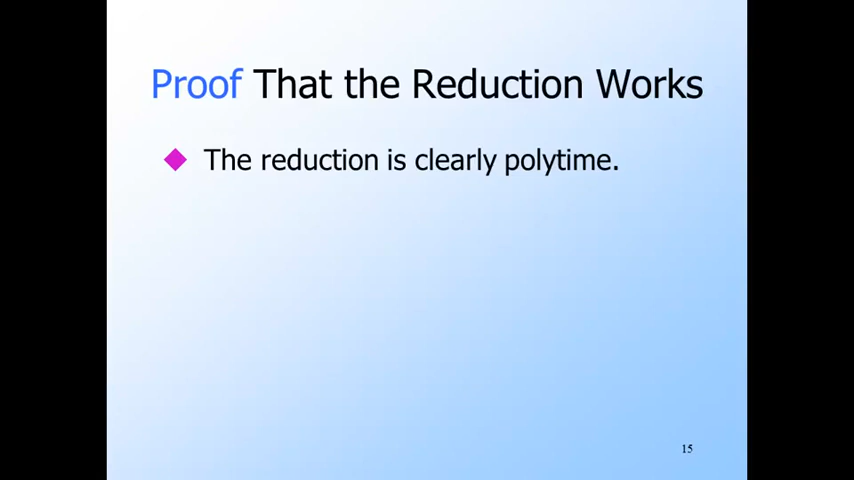 Proof That the Reduction Works
The reduction is clearly polytime.
15